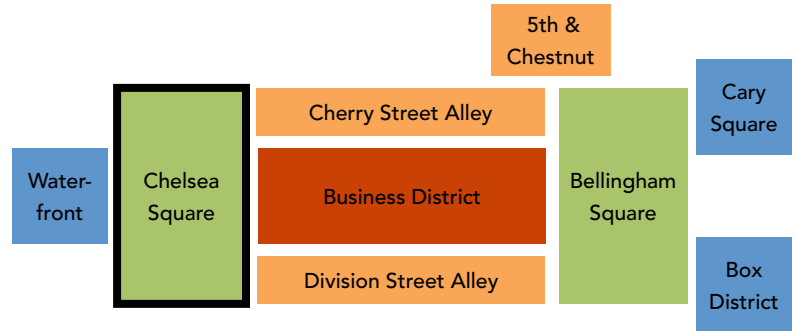 5th &
Chestnut
Cary
Square
Cherry Street Alley
Water-
front
Chelsea
Square
Business District
Bellingham
Square
Division Street Alley
Box
District